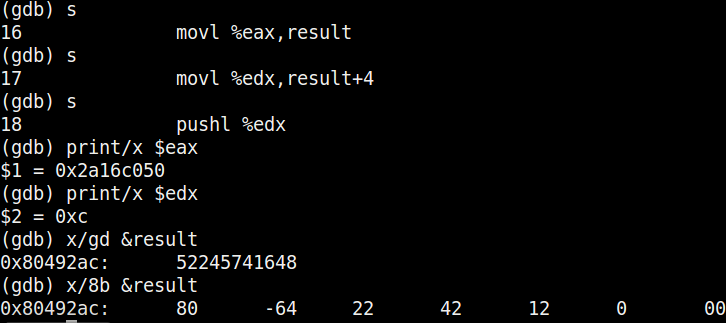 (gdb) s
16 movl %eax,result
(gdb) s
17 movl %edx,result+4
(gdb) s
18 pushl %edx
(gdb) print/x $eax
$1 = 0x2a16c050
(gdb) print/x $edx
$2 = 0xc
(gdb) x/gd &result
0x80492ac: 52245741648
(gdb) x/8b &result
0x80492ac: 80 -64 22 42 12 0 00